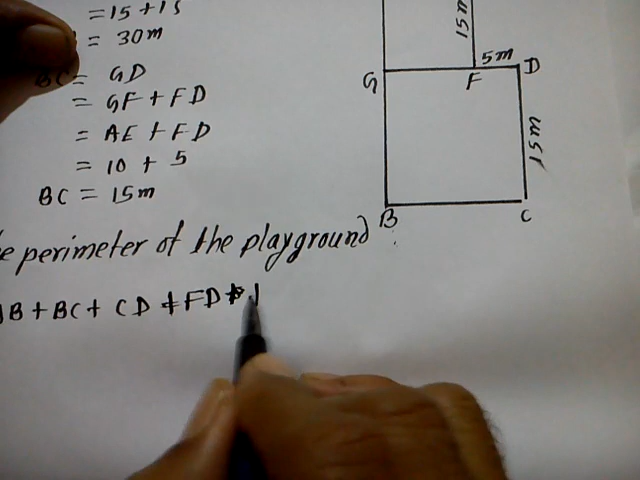 = 15 + 15
= 30m
BC = GD
= GF + FD
= AE + FD
= 10 + 5
BC = 15m
15m
5m
G
F
D
15m
B
C
perimeter of the playground :
B + BC + CD + FD +